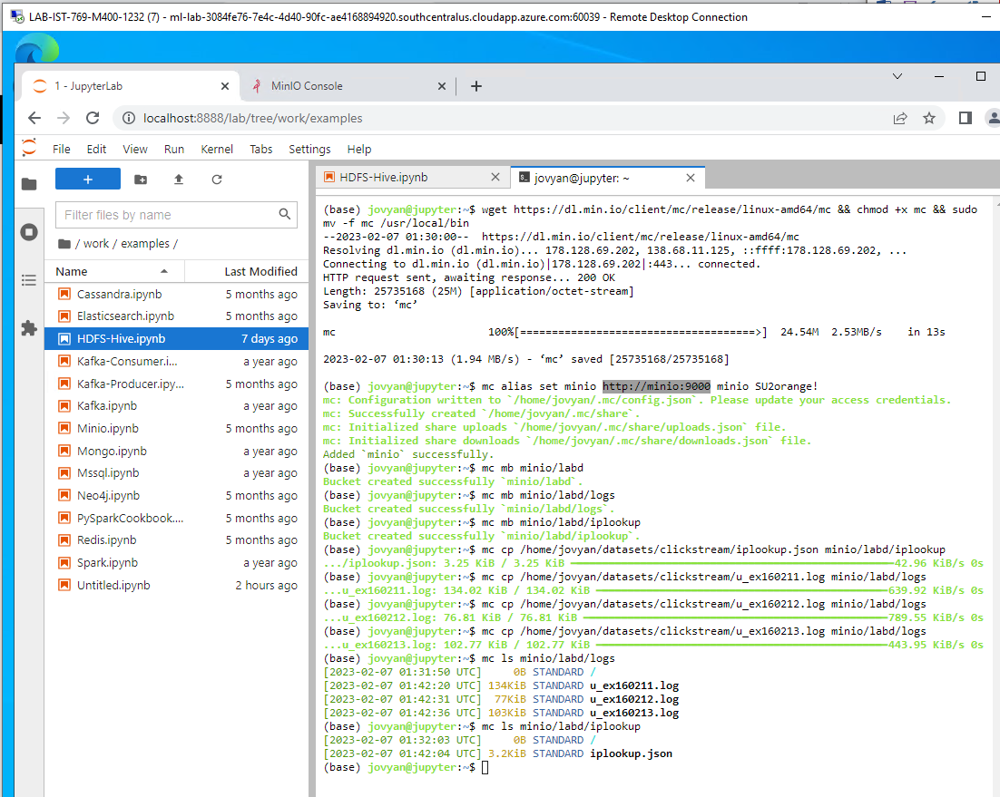 LAB-IST-769-M400-1232 (7) - ml-lab-3084fe76-7e4c-4d40-90fc-ae4168894920.southcentralus.cloudapp.azure.com:60039 - Remote Desktop Connection
1 - JupyterLab
MinIO Console
localhost:8888/lab/tree/work/examples
File Edit View Run Kernel Tabs Settings Help
HDFS-Hive.ipynb
jovyan@jupyter: ~
Filter files by name
/ work / examples /
Name Last Modified
Cassandra.ipynb 5 months ago
Elasticsearch.ipynb 5 months ago
HDFS-Hive.ipynb 7 days ago
Kafka-Consumer.i... a year ago
Kafka-Producer.ipy... a year ago
Kafka.ipynb a year ago
Minio.ipynb 5 months ago
Mongo.ipynb a year ago
Mssql.ipynb a year ago
Neo4j.ipynb 5 months ago
PySparkCookbook.... 5 months ago
Redis.ipynb 5 months ago
Spark.ipynb a year ago
Untitled.ipynb 2 hours ago
(base) jovyan@jupyter:~$ wget https://dl.min.io/client/mc/release/linux-amd64/mc && chmod +x mc && sudo
mv -f mc /usr/local/bin
--2023-02-07 01:30:00--  https://dl.min.io/client/mc/release/linux-amd64/mc
Resolving dl.min.io (dl.min.io)... 178.128.69.202, 138.68.11.125, ::ffff:178.128.69.202, ...
Connecting to dl.min.io (dl.min.io)|178.128.69.202|:443... connected.
HTTP request sent, awaiting response... 200 OK
Length: 25735168 (25M) [application/octet-stream]
Saving to: ‘mc’
mc 100%[=====================================>] 24.54M 2.53MB/s in 13s
2023-02-07 01:30:13 (1.94 MB/s) - ‘mc’ saved [25735168/25735168]
(base) jovyan@jupyter:~$ mc alias set minio http://minio:9000 minio SU2orange!
mc: Configuration written to `/home/jovyan/.mc/config.json`. Please update your access credentials.
mc: Successfully created `/home/jovyan/.mc/share`.
mc: Initialized share uploads `/home/jovyan/.mc/share/uploads.json` file.
mc: Initialized share downloads `/home/jovyan/.mc/share/downloads.json` file.
Added `minio` successfully.
(base) jovyan@jupyter:~$ mc mb minio/labd
Bucket created successfully `minio/labd`.
(base) jovyan@jupyter:~$ mc mb minio/labd/logs
Bucket created successfully `minio/labd/logs`.
(base) jovyan@jupyter:~$ mc mb minio/labd/iplookup
Bucket created successfully `minio/labd/iplookup`.
(base) jovyan@jupyter:~$ mc cp /home/jovyan/datasets/clickstream/iplookup.json minio/labd/iplookup
.../iplookup.json: 3.25 KiB / 3.25 KiB 42.96 KiB/s 0s
(base) jovyan@jupyter:~$ mc cp /home/jovyan/datasets/clickstream/u_ex160211.log minio/labd/logs
...u_ex160211.log: 134.02 KiB / 134.02 KiB 639.92 KiB/s 0s
(base) jovyan@jupyter:~$ mc cp /home/jovyan/datasets/clickstream/u_ex160212.log minio/labd/logs
...u_ex160212.log: 76.81 KiB / 76.81 KiB 789.55 KiB/s 0s
(base) jovyan@jupyter:~$ mc cp /home/jovyan/datasets/clickstream/u_ex160213.log minio/labd/logs
...u_ex160213.log: 102.77 KiB / 102.77 KiB 443.95 KiB/s 0s
(base) jovyan@jupyter:~$ mc ls minio/labd/logs
[2023-02-07 01:31:50 UTC]     0B STANDARD /
[2023-02-07 01:42:20 UTC] 134KiB STANDARD u_ex160211.log
[2023-02-07 01:42:31 UTC]  77KiB STANDARD u_ex160212.log
[2023-02-07 01:42:36 UTC] 103KiB STANDARD u_ex160213.log
(base) jovyan@jupyter:~$ mc ls minio/labd/iplookup
[2023-02-07 01:32:03 UTC]     0B STANDARD /
[2023-02-07 01:42:04 UTC] 3.2KiB STANDARD iplookup.json
(base) jovyan@jupyter:~$